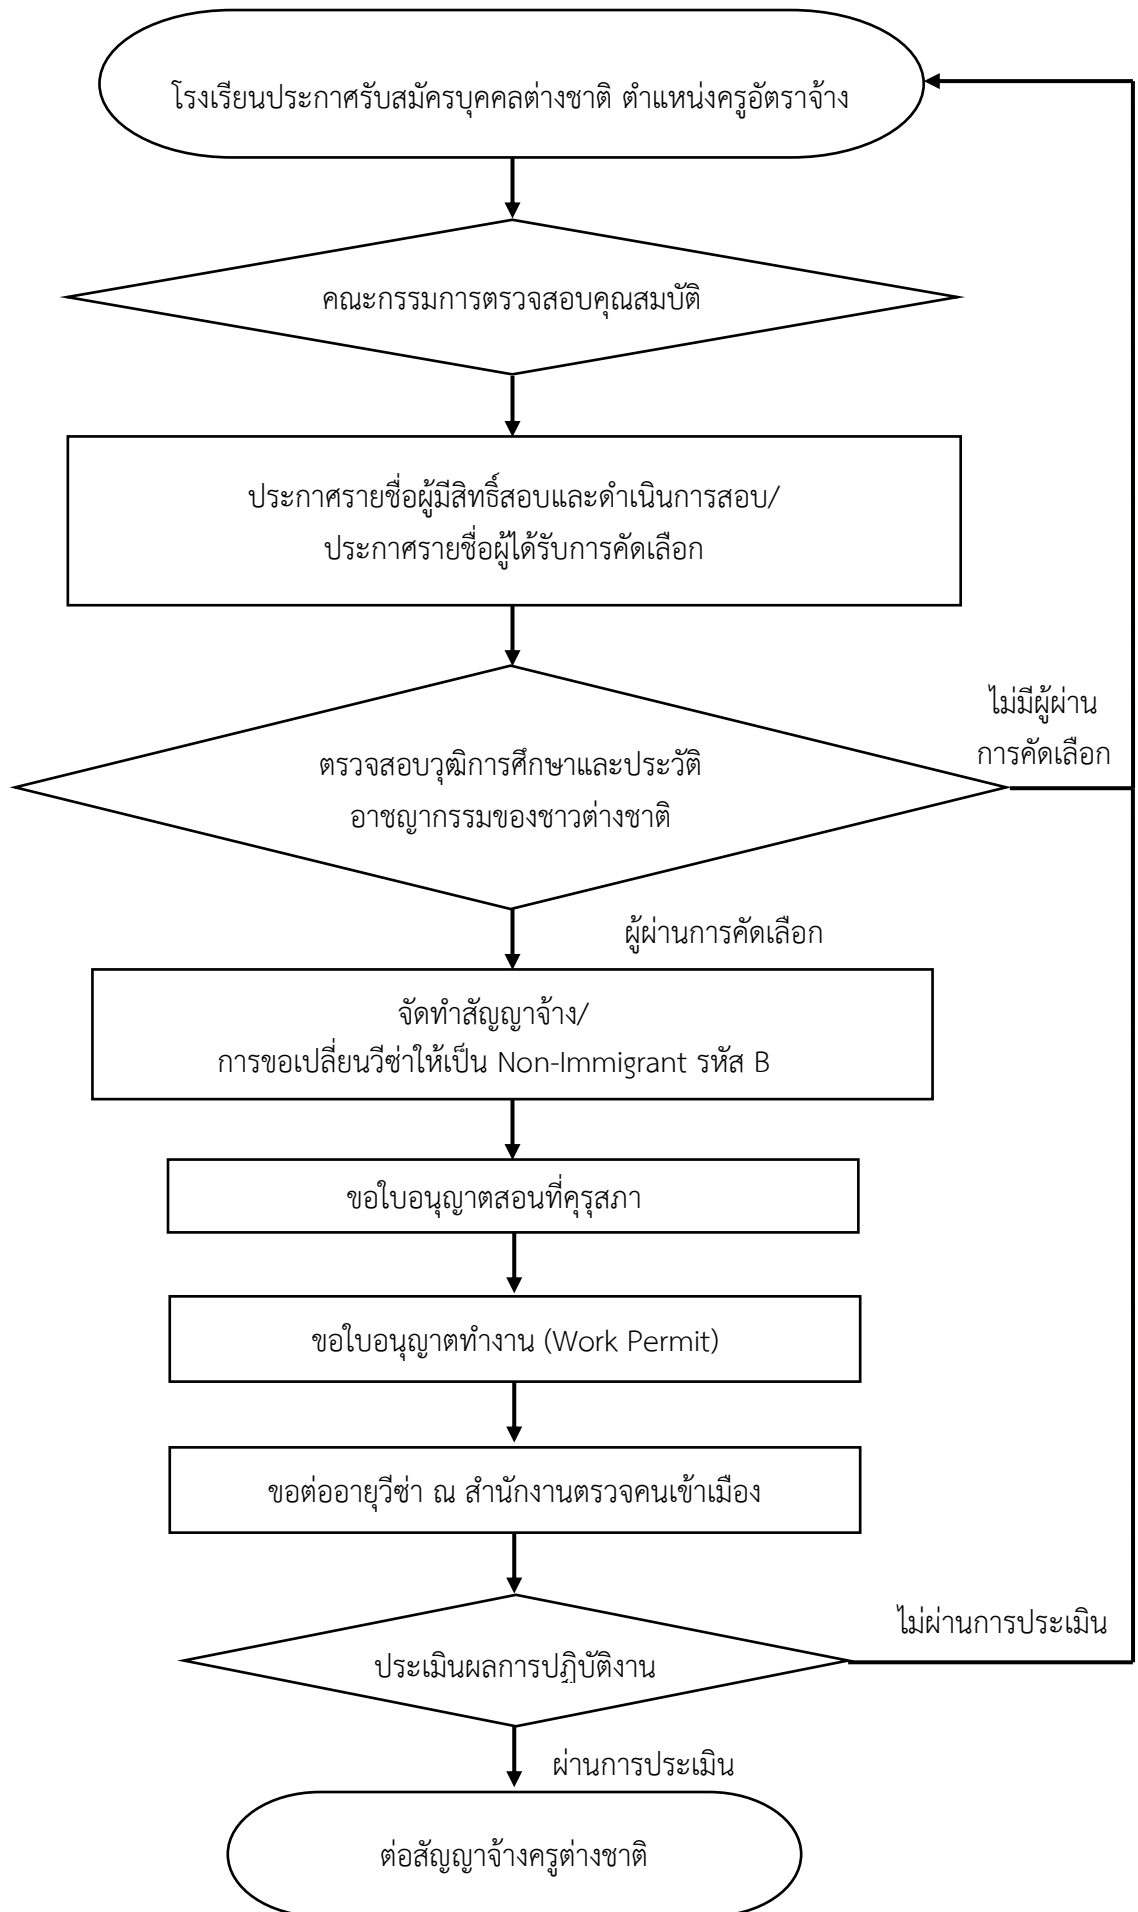 โรงเรียนประกาศรับสมัครบุคคลต่างชาติ ตำแหน่งครูอัตราจ้าง
คณะกรรมการตรวจสอบคุณสมบัติ
ประกาศรายชื่อผู้มีสิทธิ์สอบและดำเนินการสอบ/
ประกาศรายชื่อผู้ได้รับการคัดเลือก
ไม่มีผู้ผ่าน
การคัดเลือก
ตรวจสอบวุฒิการศึกษาและประวัติ
อาชญากรรมของชาวต่างชาติ
ผู้ผ่านการคัดเลือก
จัดทำสัญญาจ้าง/
การขอเปลี่ยนวีซ่าให้เป็น Non-Immigrant รหัส B
ขอใบอนุญาตสอนที่คุรุสภา
ขอใบอนุญาตทำงาน (Work Permit)
ขอต่ออายุวีซ่า ณ สำนักงานตรวจคนเข้าเมือง
ไม่ผ่านการประเมิน
ประเมินผลการปฏิบัติงาน
ผ่านการประเมิน
ต่อสัญญาจ้างครูต่างชาติ